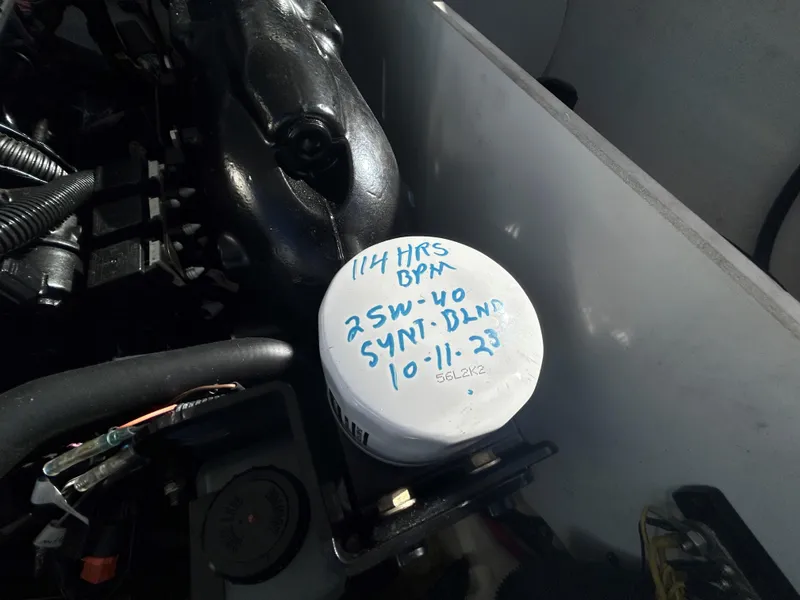 114 HRS
BPM
25W-40
SYNT. BLND
10-11-23
56L2K2